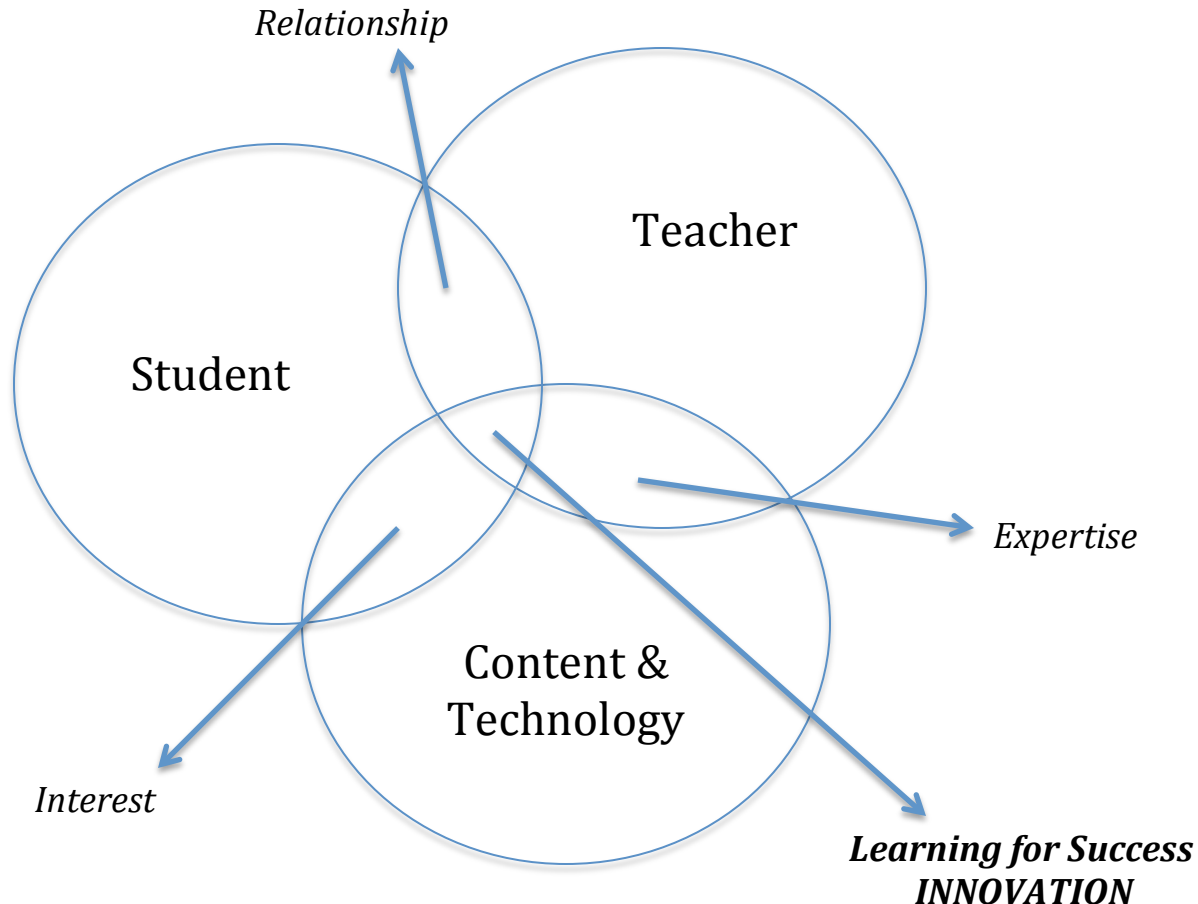 Relationship
Teacher
Student
Expertise
Content &
Technology
Interest
Learning for Success
INNOVATION